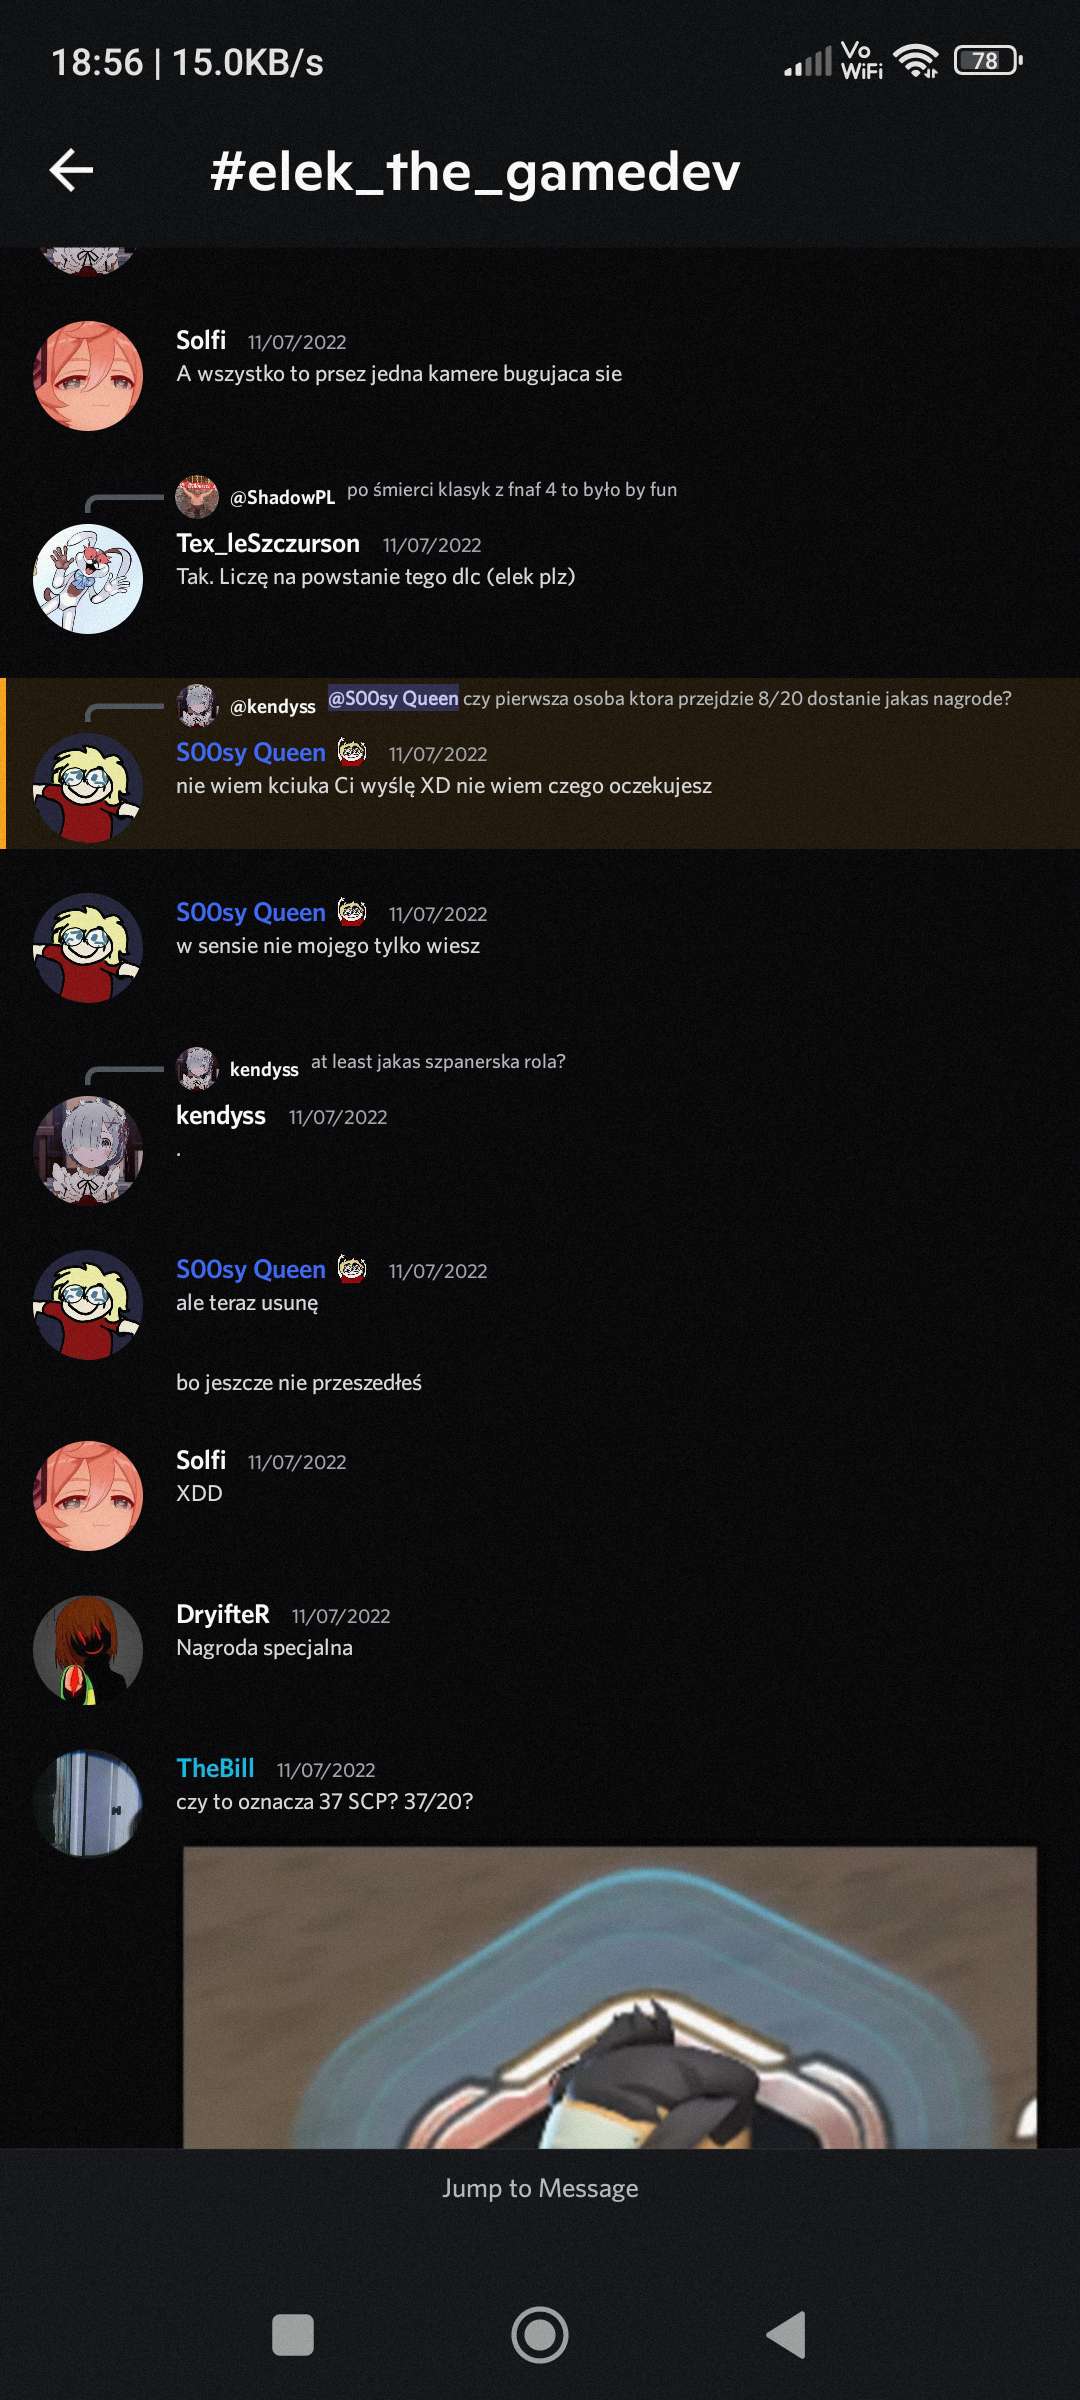 18:56 | 15.0KB/s
Vo
WiFi
78
#elek_the_gamedev
Solfi 11/07/2022
A wszystko to prsez jedna kamere bugujaca sie
@ShadowPL po śmierci klasyk z fnaf 4 to było by fun
Tex_leSzczurson 11/07/2022
Tak. Liczę na powstanie tego dlc (elek plz)
@kendyss @S00sy Queen czy pierwsza osoba ktora przejdzie 8/20 dostanie jakas nagrode?
S00sy Queen 11/07/2022
nie wiem kciuka Ci wyślę XD nie wiem czego oczekujesz
S00sy Queen 11/07/2022
w sensie nie mojego tylko wiesz
kendyss at least jakas szpanerska rola?
kendyss 11/07/2022
.
S00sy Queen 11/07/2022
ale teraz usunę
bo jeszcze nie przeszedłeś
Solfi 11/07/2022
XDD
DryifteR 11/07/2022
Nagroda specjalna
TheBill 11/07/2022
czy to oznacza 37 SCP? 37/20?
Jump to Message